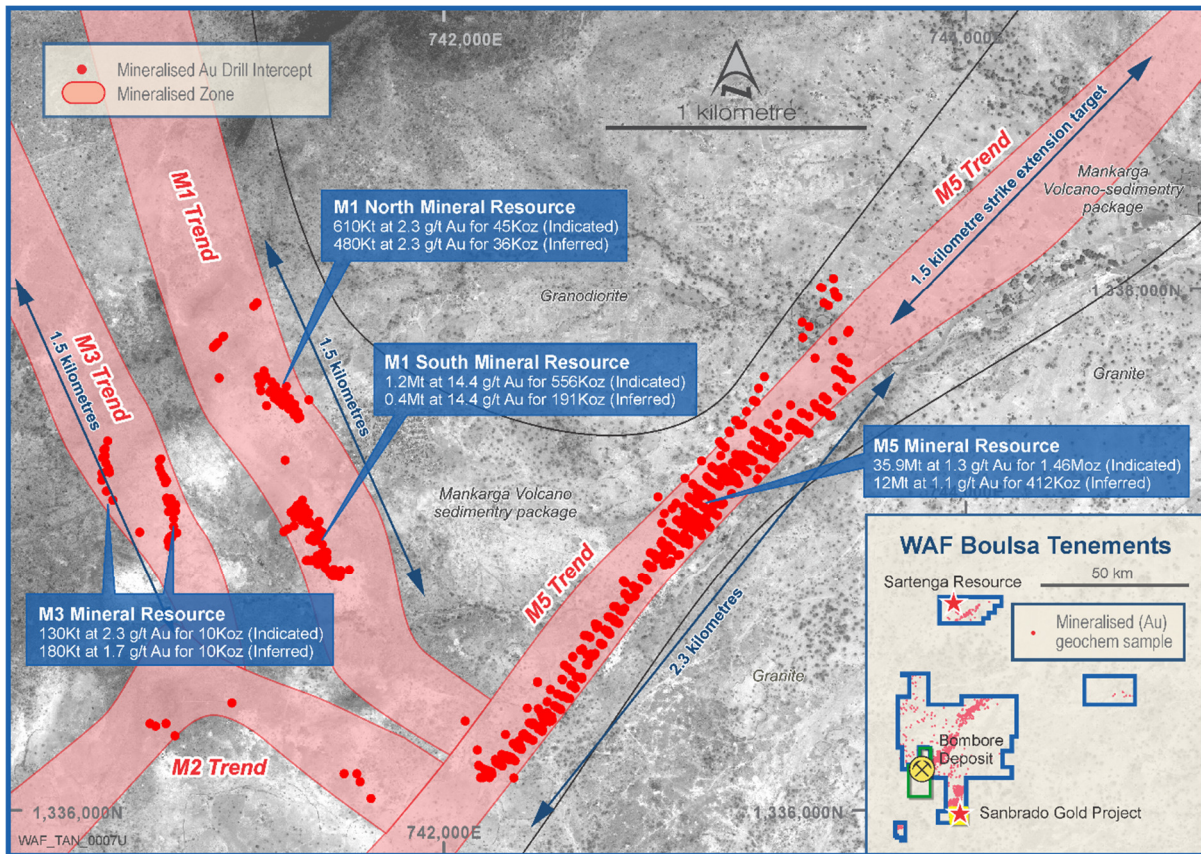 742,000E
744,000E
Mineralised Au Drill Intercept
Mineralised Zone
N
1 kilometre
M1 Trend
M5 Trend
1.5 kilometre strike extension target
Mankarga
Volcano-sedimentry
package
M1 North Mineral Resource
610Kt at 2.3 g/t Au for 45Koz (Indicated)
480Kt at 2.3 g/t Au for 36Koz (Inferred)
Granodiorite
1,338,000N
M3 Trend
1.5 kilometres
1.5 kilometres
M1 South Mineral Resource
1.2Mt at 14.4 g/t Au for 556Koz (Indicated)
0.4Mt at 14.4 g/t Au for 191Koz (Inferred)
Granite
M5 Mineral Resource
35.9Mt at 1.3 g/t Au for 1.46Moz (Indicated)
12Mt at 1.1 g/t Au for 412Koz (Inferred)
744,000E
Mankarga Volcano
sedimentry package
M5 Trend
2.3 kilometres
Granite
M3 Mineral Resource
130Kt at 2.3 g/t Au for 10Koz (Indicated)
180Kt at 1.7 g/t Au for 10Koz (Inferred)
M2 Trend
1,336,000N
742,000E
1,336,000N
WAF_TAN_0007U
WAF Boulsa Tenements
Sartenga Resource
50 km
Mineralised (Au)
geochem sample
Bombore
Deposit
Sanbrado Gold Project